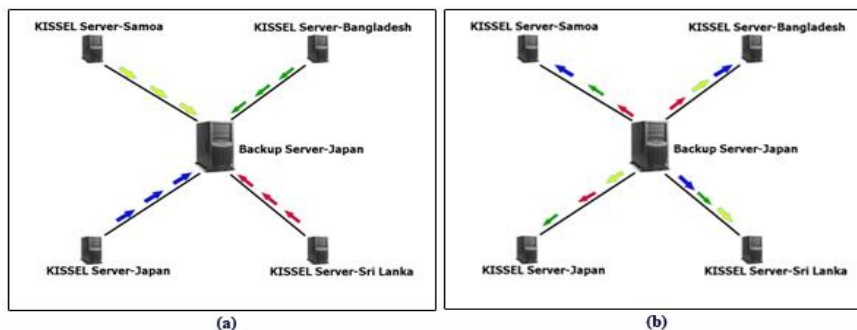 KISSEL Server-Samoa
KISSEL Server-Bangladesh
Backup Server-Japan
KISSEL Server-Japan
KISSEL Server-Sri Lanka
(a)
KISSEL Server-Samoa
KISSEL Server-Bangladesh
Backup Server-Japan
KISSEL Server-Japan
KISSEL Server-Sri Lanka
(b)